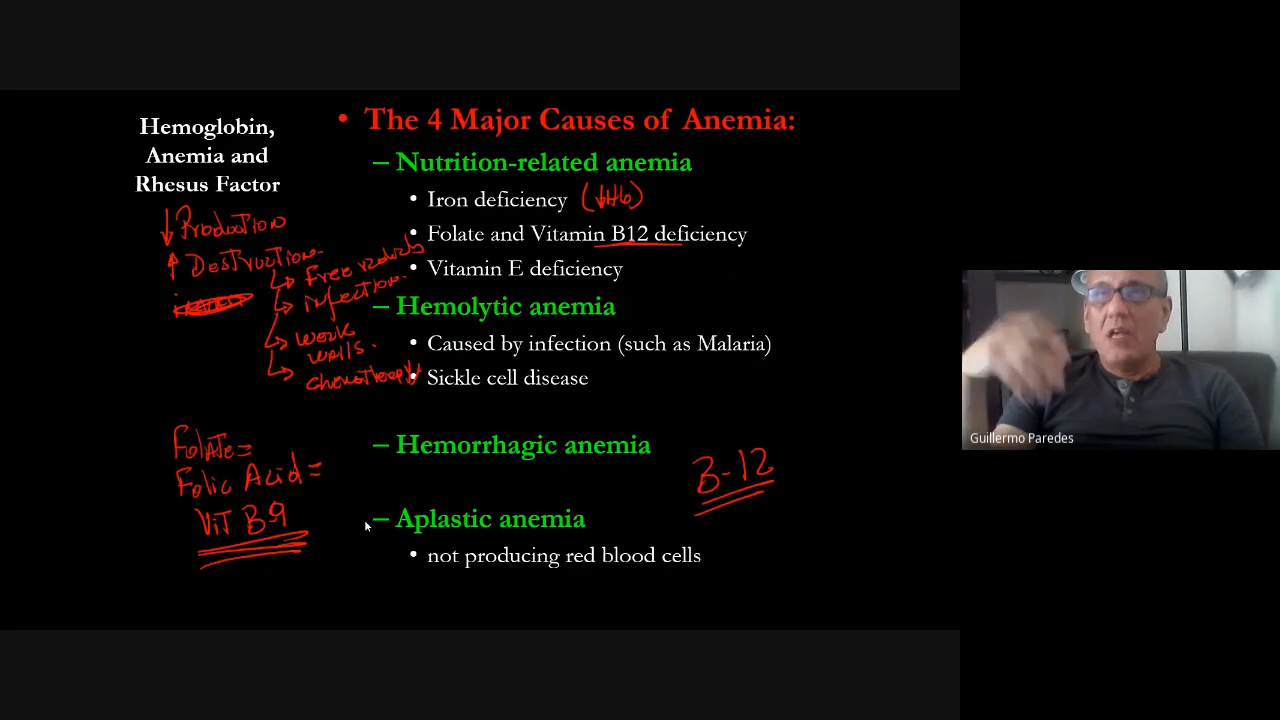 Hemoglobin,
Anemia and
Rhesus Factor
↓ Production
↑ Destruction
→ Free radicals
→ infection
→ weak
walls
→ chemotherapy
Folate =
Folic Acid =
Vit B9
• The 4 Major Causes of Anemia:
– Nutrition-related anemia
• Iron deficiency (↓Hb)
• Folate and Vitamin B12 deficiency
• Vitamin E deficiency
– Hemolytic anemia
• Caused by infection (such as Malaria)
• Sickle cell disease
– Hemorrhagic anemia
B-12
– Aplastic anemia
• not producing red blood cells
Guillermo Paredes